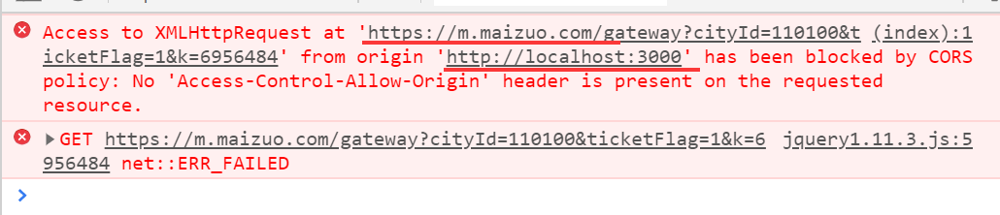 Access to XMLHttpRequest at 'https://m.maizuo.com/gateway?cityId=110100&t (index):1
icketFlag=1&k=6956484' from origin 'http://localhost:3000' has been blocked by CORS
policy: No 'Access-Control-Allow-Origin' header is present on the requested
resource.
▶GET https://m.maizuo.com/gateway?cityId=110100&ticketFlag=1&k=6 jquery1.11.3.js:5
956484 net::ERR_FAILED